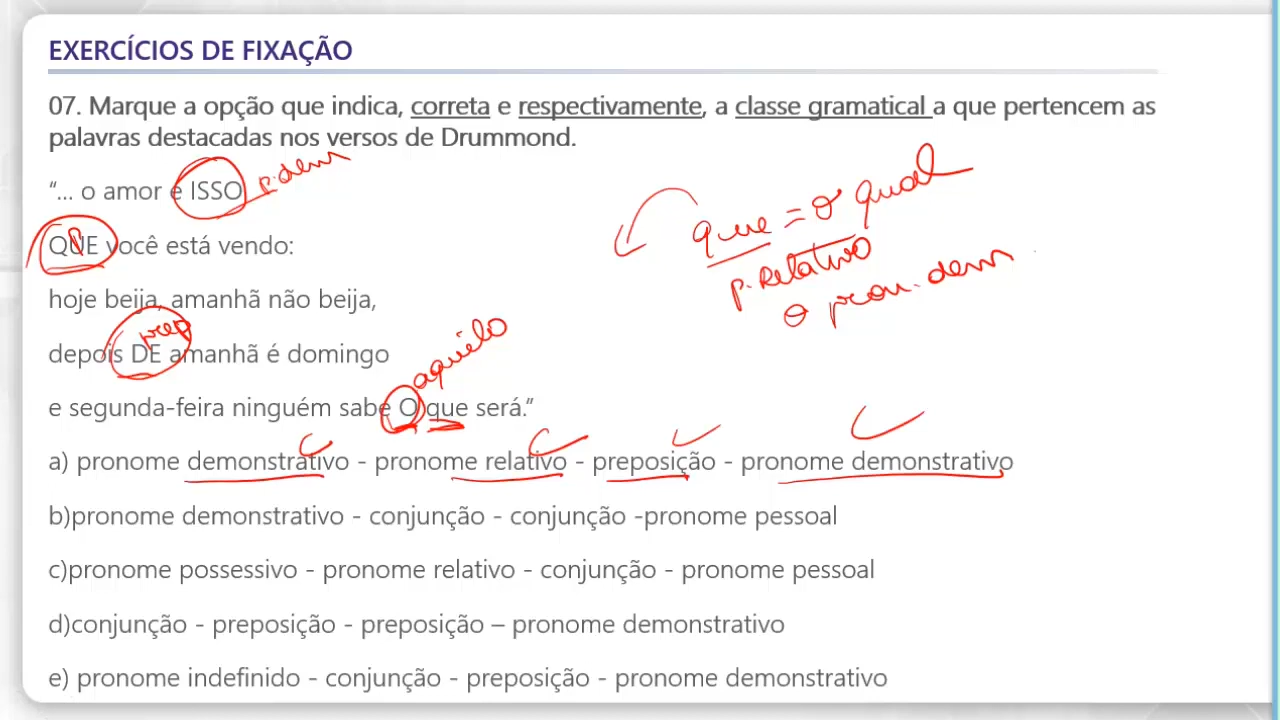 EXERCÍCIOS DE FIXAÇÃO
07. Marque a opção que indica, correta e respectivamente, a classe gramatical a que pertencem as
palavras destacadas nos versos de Drummond.
"... o amor é ISSO p.dem
QUE você está vendo:
P
que = o qual
p. Relativo
o pron. dem
hoje beija, amanhã não beija,
prep
depois DE amanhã é domingo
aquilo
e segunda-feira ninguém sabe O que será."
a) pronome demonstrativo - pronome relativo - preposição - pronome demonstrativo
b)pronome demonstrativo - conjunção - conjunção -pronome pessoal
c)pronome possessivo - pronome relativo - conjunção - pronome pessoal
d)conjunção - preposição - preposição – pronome demonstrativo
e) pronome indefinido - conjunção - preposição - pronome demonstrativo